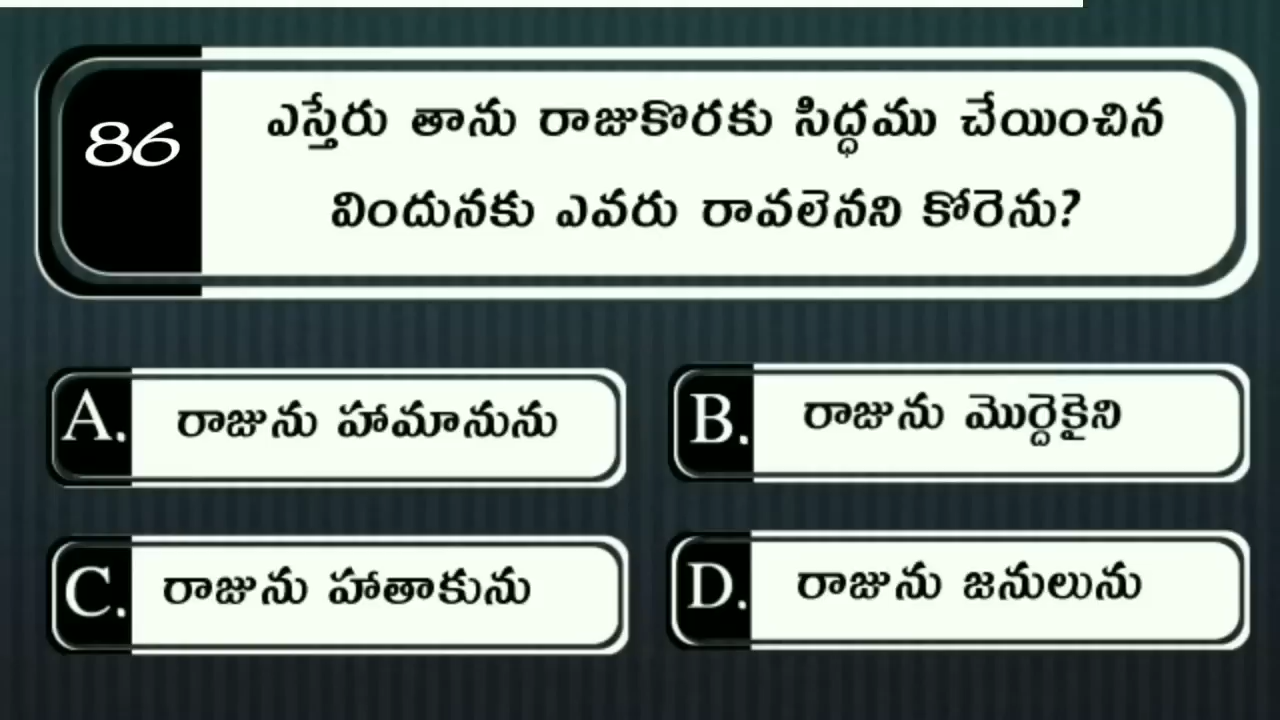 86
ఎస్తేరు తాను రాజుకొరకు సిద్ధము చేయించిన
విందునకు ఎవరు రావలెనని కోరెను?
A. రాజును హామానును
B. రాజును మొర్దెకైని
C. రాజును హాతాకును
D. రాజును జనులును